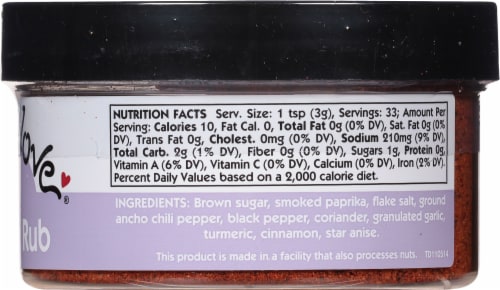 love
®
Rub
NUTRITION FACTS Serv. Size: 1 tsp (3g), Servings: 33; Amount Per
Serving: Calories 10, Fat Cal. 0, Total Fat 0g (0% DV), Sat. Fat 0g (0%
DV), Trans Fat 0g, Cholest. 0mg (0% DV), Sodium 210mg (9% DV),
Total Carb. 2g (1% DV), Fiber 0g (0% DV), Sugars 1g, Protein 0g,
Vitamin A (6% DV), Vitamin C (0% DV), Calcium (0% DV), Iron (2% DV).
Percent Daily Values based on a 2,000 calorie diet.
INGREDIENTS: Brown sugar, smoked paprika, flake salt, ground
ancho chili pepper, black pepper, coriander, granulated garlic,
turmeric, cinnamon, star anise.
This product is made in a facility that also processes nuts. TD110514